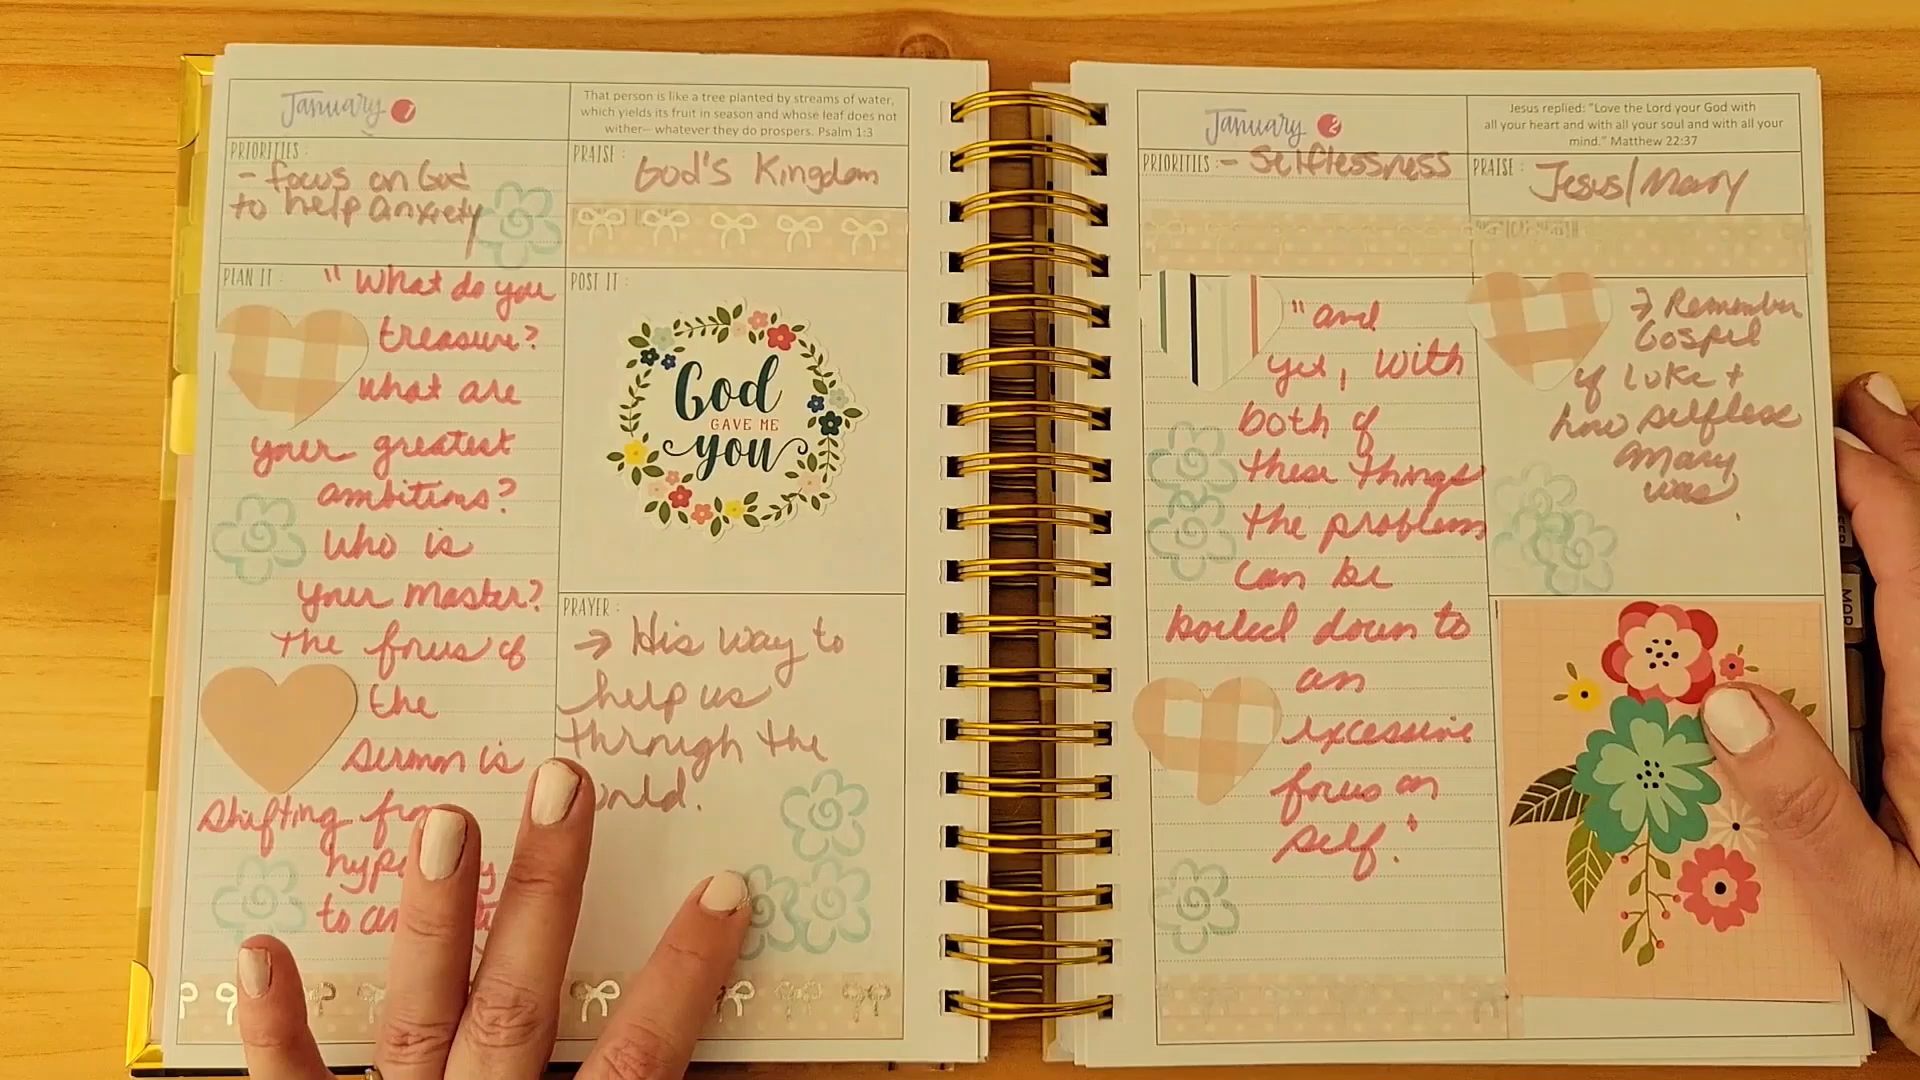 January 1
That person is like a tree planted by streams of water,
which yields its fruit in season and whose leaf does not
wither-- whatever they do prospers. Psalm 1:3
PRIORITIES:
- focus on God
to help anxiety
PRAISE:
God's Kingdom
PLAN IT:
"What do you
treasure?
What are
your greatest
ambitions?
Who is
your Master?
The focus of
the
Sermon is
shifting
to
POST IT:
God
GAVE ME
you
PRAYER:
→ His way to
help us
through the
world.
January 2
Jesus replied: "Love the Lord your God with
all your heart and with all your soul and with all your
mind." Matthew 22:37
PRIORITIES:
- Selflessness
PRAISE:
Jesus/Mary
"and
yet, with
both of
these things
the problem
can be
boiled down to
an
excessive
focus on
self."
→ Remember
Gospel
of Luke +
how selfless
Mary
was
MAR